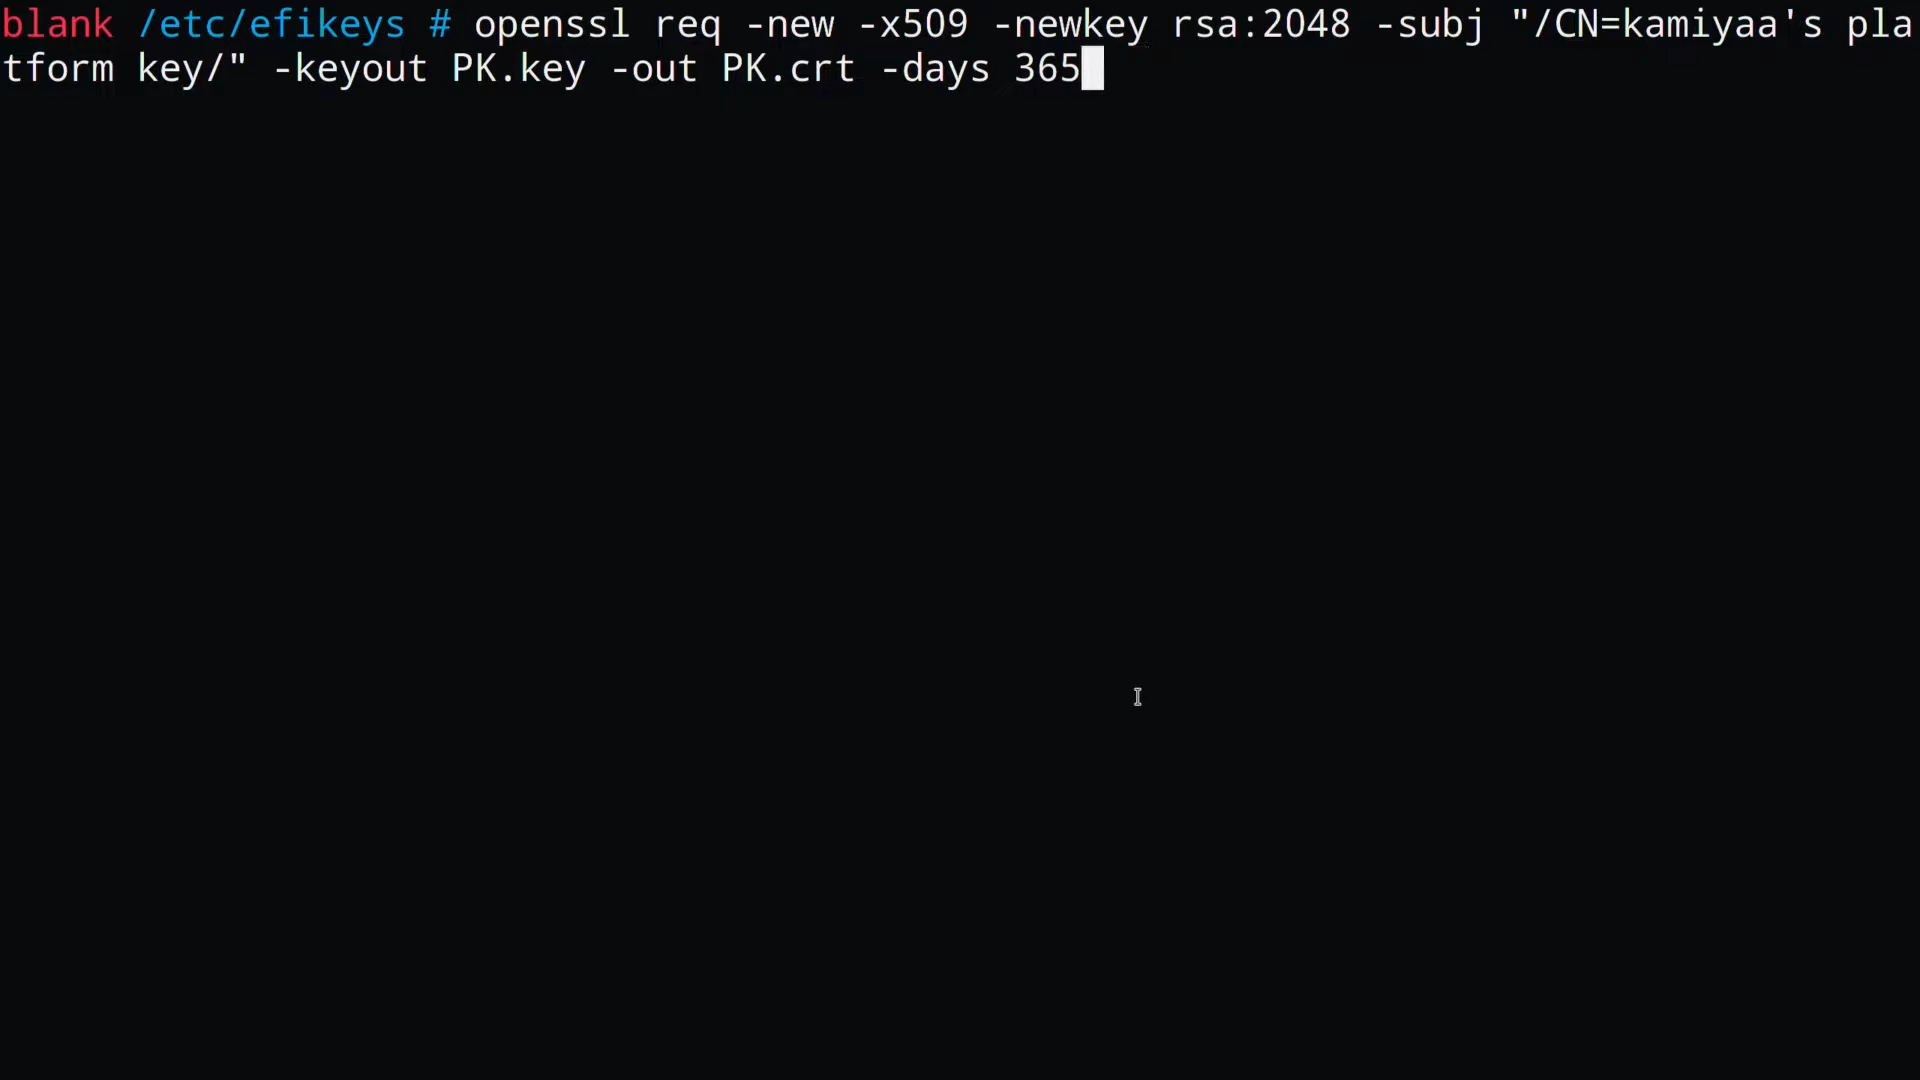 blank /etc/efikeys # openssl req -new -x509 -newkey rsa:2048 -subj "/CN=kamiyaa's pla
tform key/" -keyout PK.key -out PK.crt -days 365